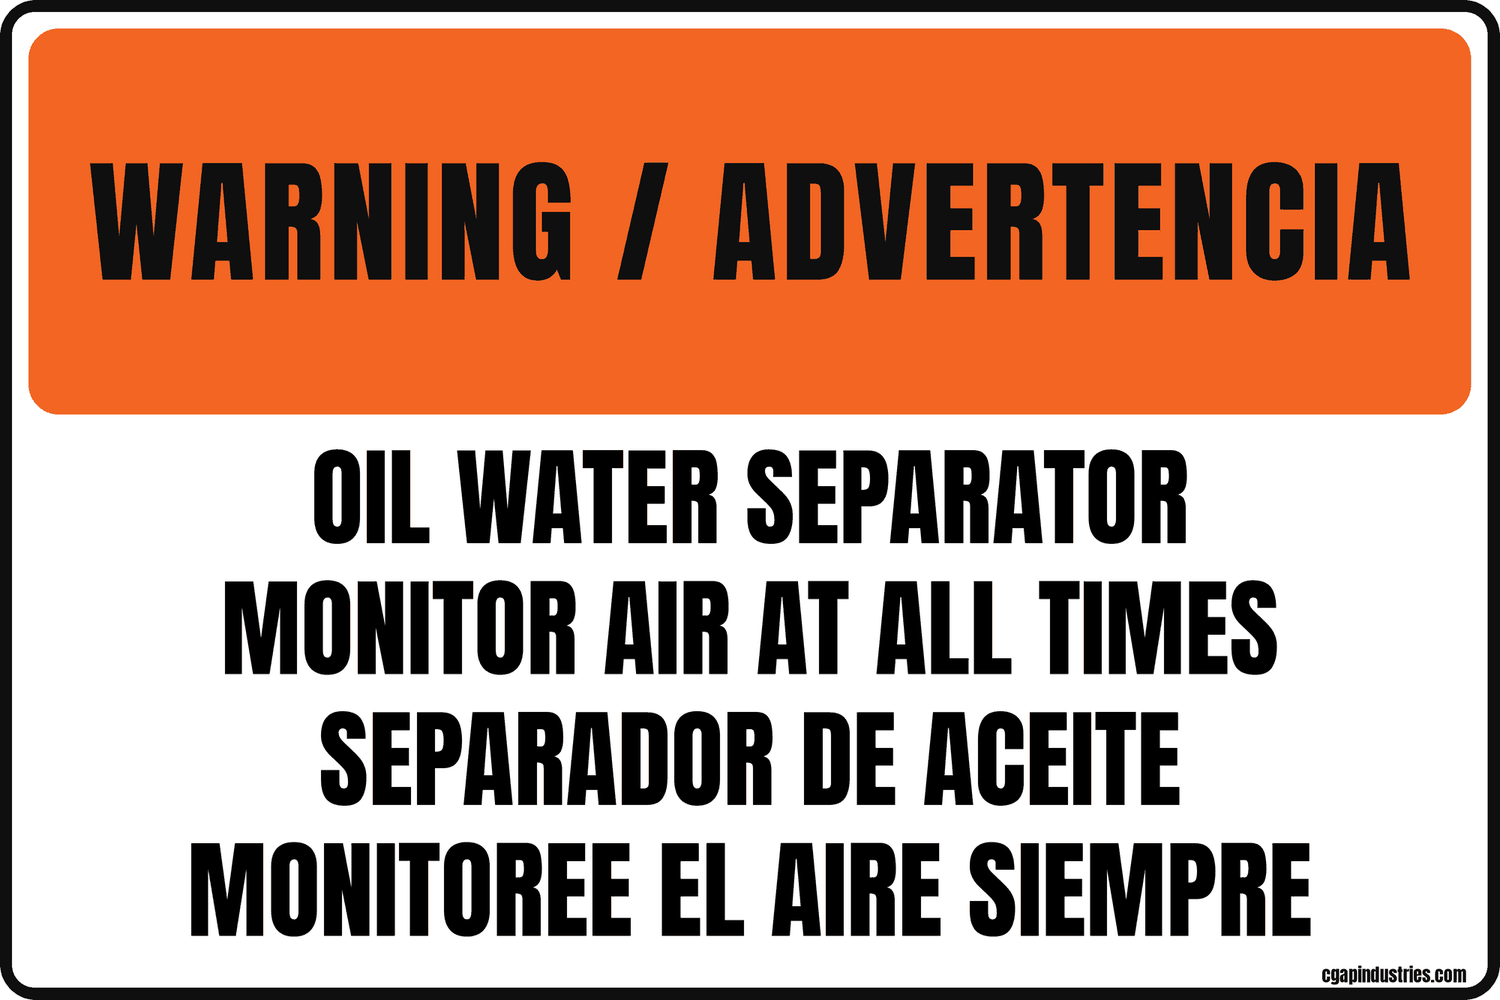 WARNING / ADVERTENCIA
OIL WATER SEPARATOR
MONITOR AIR AT ALL TIMES
SEPARADOR DE ACEITE
MONITOREE EL AIRE SIEMPRE
cgapindustries.com